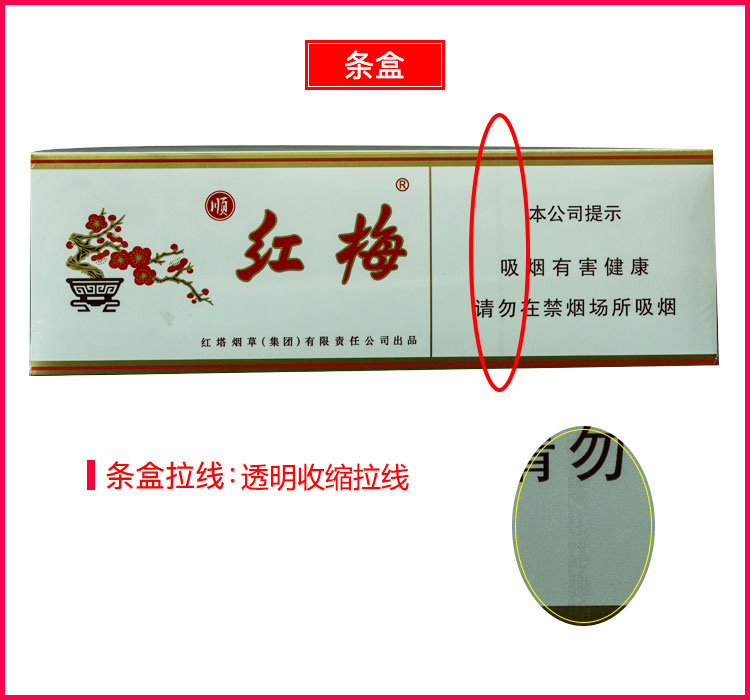 条盒
顺
红梅®
本公司提示
吸烟有害健康
请勿在禁烟场所吸烟
红塔烟草(集团)有限责任公司出品
条盒拉线:透明收缩拉线
请勿